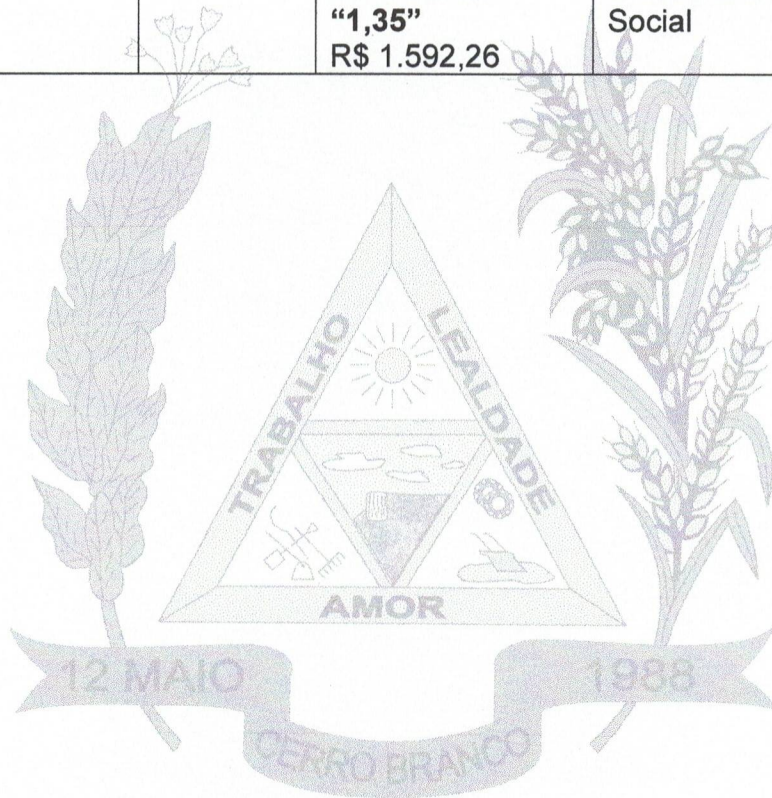 “1,35”
R$ 1.592,26
Social
TRABALHO
LEALDADE
AMOR
12 MAIO
1988
CERRO BRANCO